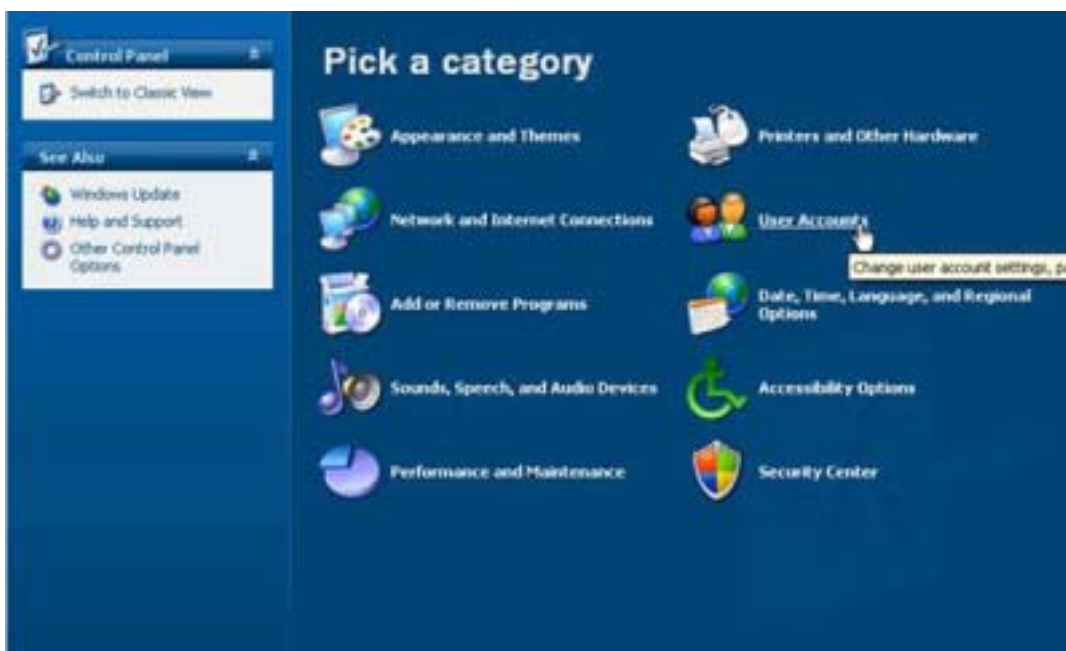 Control Panel
Switch to Classic View
See Also
Windows Update
Help and Support
Other Control Panel
Options
Pick a category
Appearance and Themes
Printers and Other Hardware
Network and Internet Connections
User Accounts
Change user account settings, p
Add or Remove Programs
Date, Time, Language, and Regional
Options
Sounds, Speech, and Audio Devices
Accessibility Options
Performance and Maintenance
Security Center